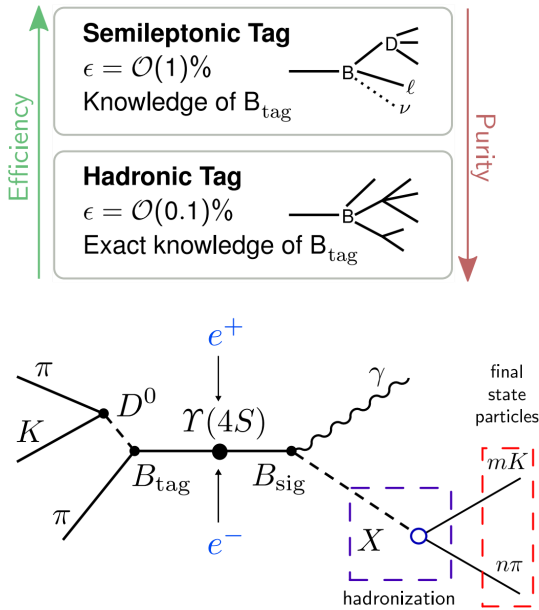 Efficiency
Semileptonic Tag
ϵ = 𝒪(1)%
Knowledge of B_tag
B
D
ℓ
ν
Hadronic Tag
ϵ = 𝒪(0.1)%
Exact knowledge of B_tag
B
Purity
e⁺
π
D⁰
K
Υ(4S)
γ
final
state
particles
B_tag
B_sig
mK
π
e⁻
X
nπ
hadronization